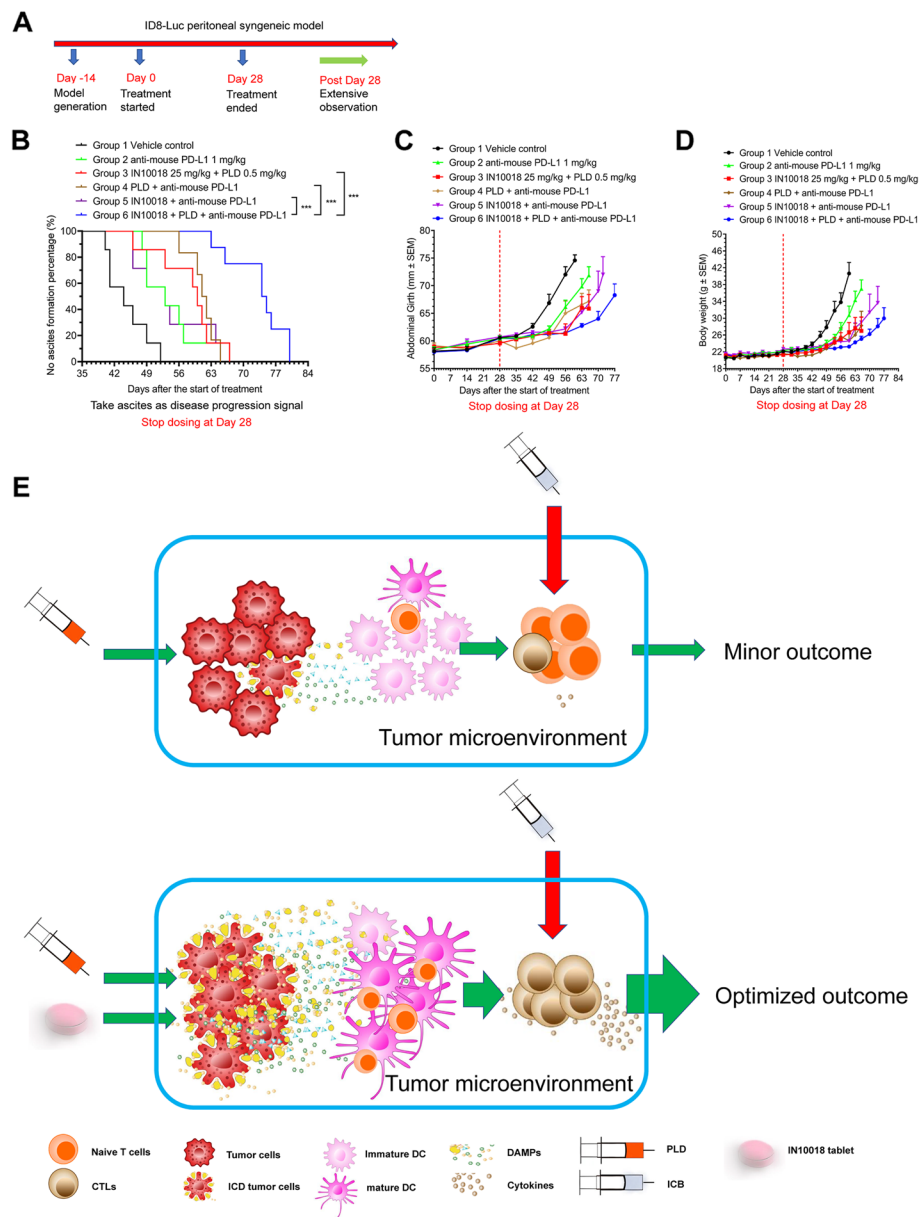 A
ID8-Luc peritoneal syngeneic model
Day -14
Model
generation
Day 0
Treatment
started
Day 28
Treatment
ended
Post Day 28
Extensive
observation
B
Group 1 Vehicle control
Group 2 anti-mouse PD-L1 1 mg/kg
Group 3 IN10018 25 mg/kg + PLD 0.5 mg/kg
Group 4 PLD + anti-mouse PD-L1
Group 5 IN10018 + anti-mouse PD-L1
Group 6 IN10018 + PLD + anti-mouse PD-L1
*** *** ***
No ascites formation percentage (%)
100
80
60
40
20
0
35 42 49 56 63 70 77 84
Days after the start of treatment
Take ascites as disease progression signal
Stop dosing at Day 28
C
Group 1 Vehicle control
Group 2 anti-mouse PD-L1 1 mg/kg
Group 3 IN10018 25 mg/kg + PLD 0.5 mg/kg
Group 4 PLD + anti-mouse PD-L1
Group 5 IN10018 + anti-mouse PD-L1
Group 6 IN10018 + PLD + anti-mouse PD-L1
Abdominal Girth (mm ± SEM)
80
75
70
65
60
55
0 7 14 21 28 35 42 49 56 63 70 77
Days after the start of treatment
Stop dosing at Day 28
D
Group 1 Vehicle control
Group 2 anti-mouse PD-L1 1 mg/kg
Group 3 IN10018 25 mg/kg + PLD 0.5 mg/kg
Group 4 PLD + anti-mouse PD-L1
Group 5 IN10018 + anti-mouse PD-L1
Group 6 IN10018 + PLD + anti-mouse PD-L1
Body weight (g ± SEM)
50
46
42
38
34
30
26
22
18
0 7 14 21 28 35 42 49 56 63 70 77 84
Days after the start of treatment
Stop dosing at Day 28
E
Minor outcome
Tumor microenvironment
Optimized outcome
Tumor microenvironment
Naive T cells
Tumor cells
Immature DC
DAMPs
PLD
IN10018 tablet
CTLs
ICD tumor cells
mature DC
Cytokines
ICB